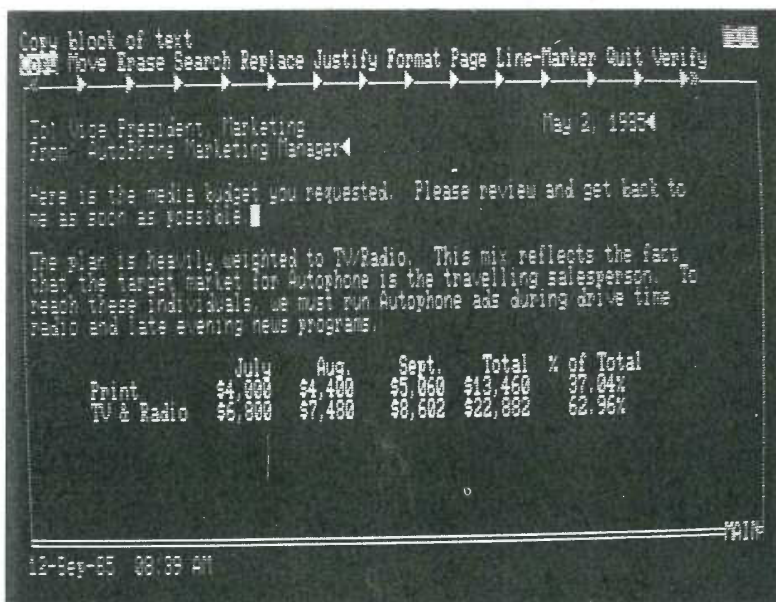 Copy block of text
Copy Move Erase Search Replace Justify Format Page Line-Marker Quit Verify
To: Vice President, Marketing May 2, 1985
From: AutoPhone Marketing Manager
Here is the media budget you requested. Please review and get back to
me as soon as possible.
The plan is heavily weighted to TV/Radio. This mix reflects the fact
that the target market for Autophone is the travelling salesperson. To
reach these individuals, we must run Autophone ads during drive time
radio and late evening news programs.
July Aug. Sept. Total % of Total
Print $4,000 $4,400 $5,060 $13,460 37.04%
TV & Radio $6,800 $7,480 $8,602 $22,882 62.96%
MAIN
12-Sep-85 08:39 AM